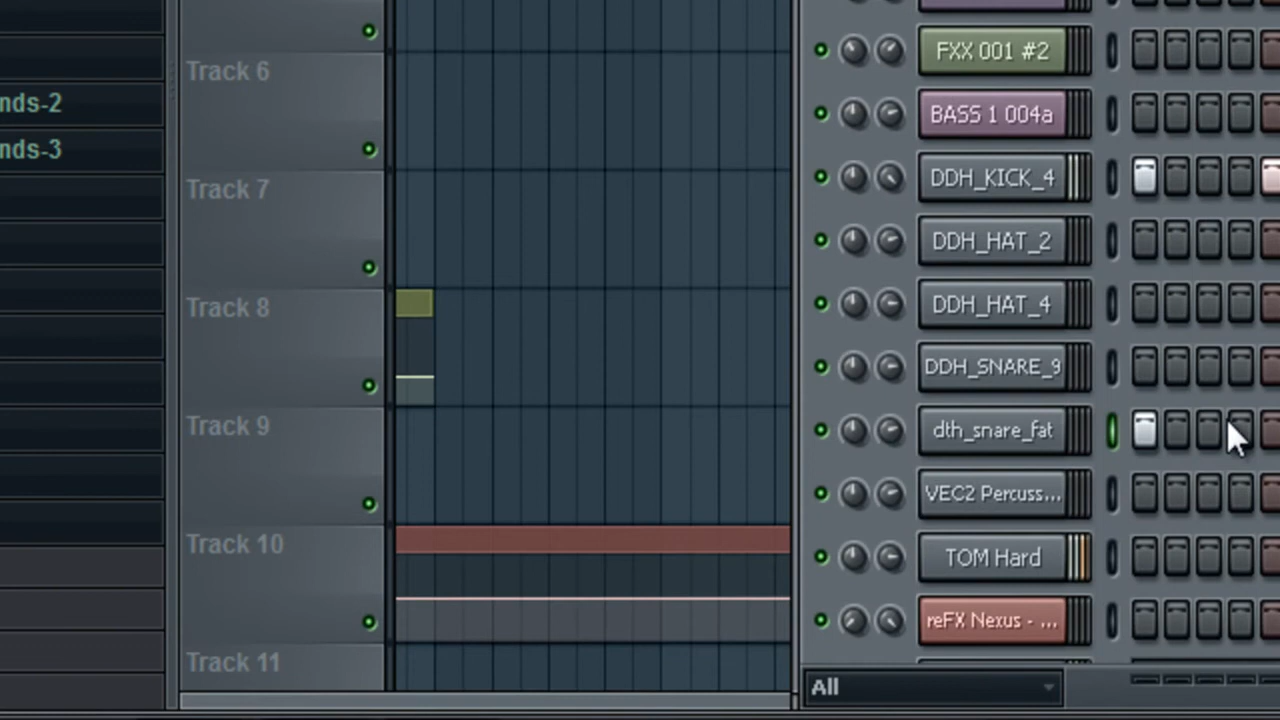 nds-2
nds-3
Track 6
Track 7
Track 8
Track 9
Track 10
Track 11
FXX 001 #2
BASS 1 004a
DDH_KICK_4
DDH_HAT_2
DDH_HAT_4
DDH_SNARE_9
dth_snare_fat
VEC2 Percuss...
TOM Hard
reFX Nexus - ...
All